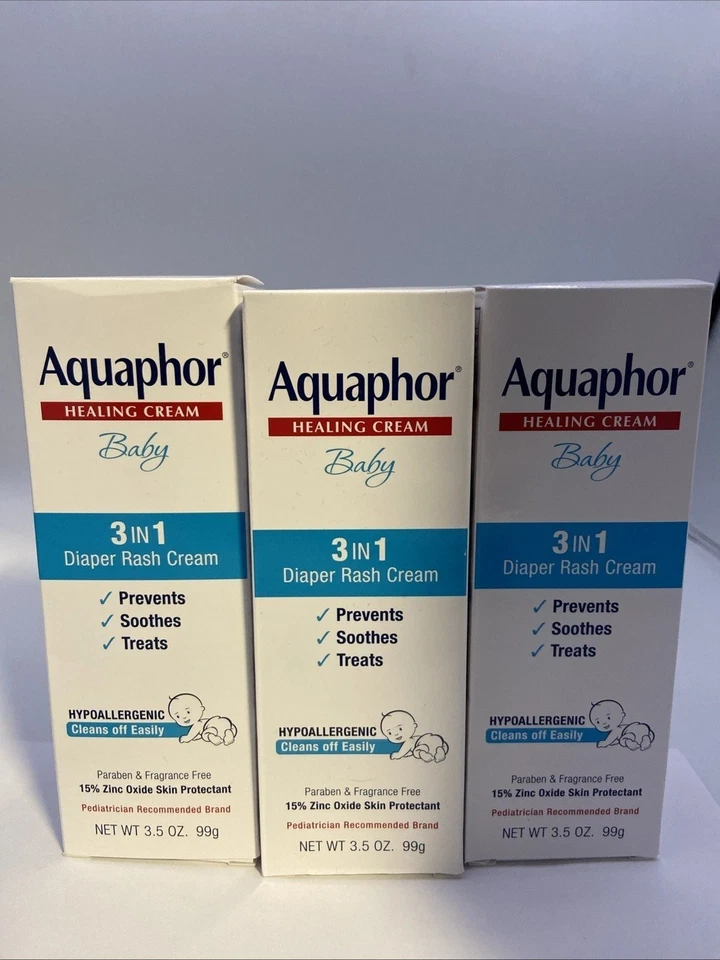 Aquaphor®
HEALING CREAM
Baby
3 IN 1
Diaper Rash Cream
✓ Prevents
✓ Soothes
✓ Treats
HYPOALLERGENIC
Cleans off Easily
Paraben & Fragrance Free
15% Zinc Oxide Skin Protectant
Pediatrician Recommended Brand
NET WT 3.5 OZ. 99g
Aquaphor®
HEALING CREAM
Baby
3 IN 1
Diaper Rash Cream
✓ Prevents
✓ Soothes
✓ Treats
HYPOALLERGENIC
Cleans off Easily
Paraben & Fragrance Free
15% Zinc Oxide Skin Protectant
Pediatrician Recommended Brand
NET WT 3.5 OZ. 99g
Aquaphor®
HEALING CREAM
Baby
3 IN 1
Diaper Rash Cream
✓ Prevents
✓ Soothes
✓ Treats
HYPOALLERGENIC
Cleans off Easily
Paraben & Fragrance Free
15% Zinc Oxide Skin Protectant
Pediatrician Recommended Brand
NET WT 3.5 OZ. 99g